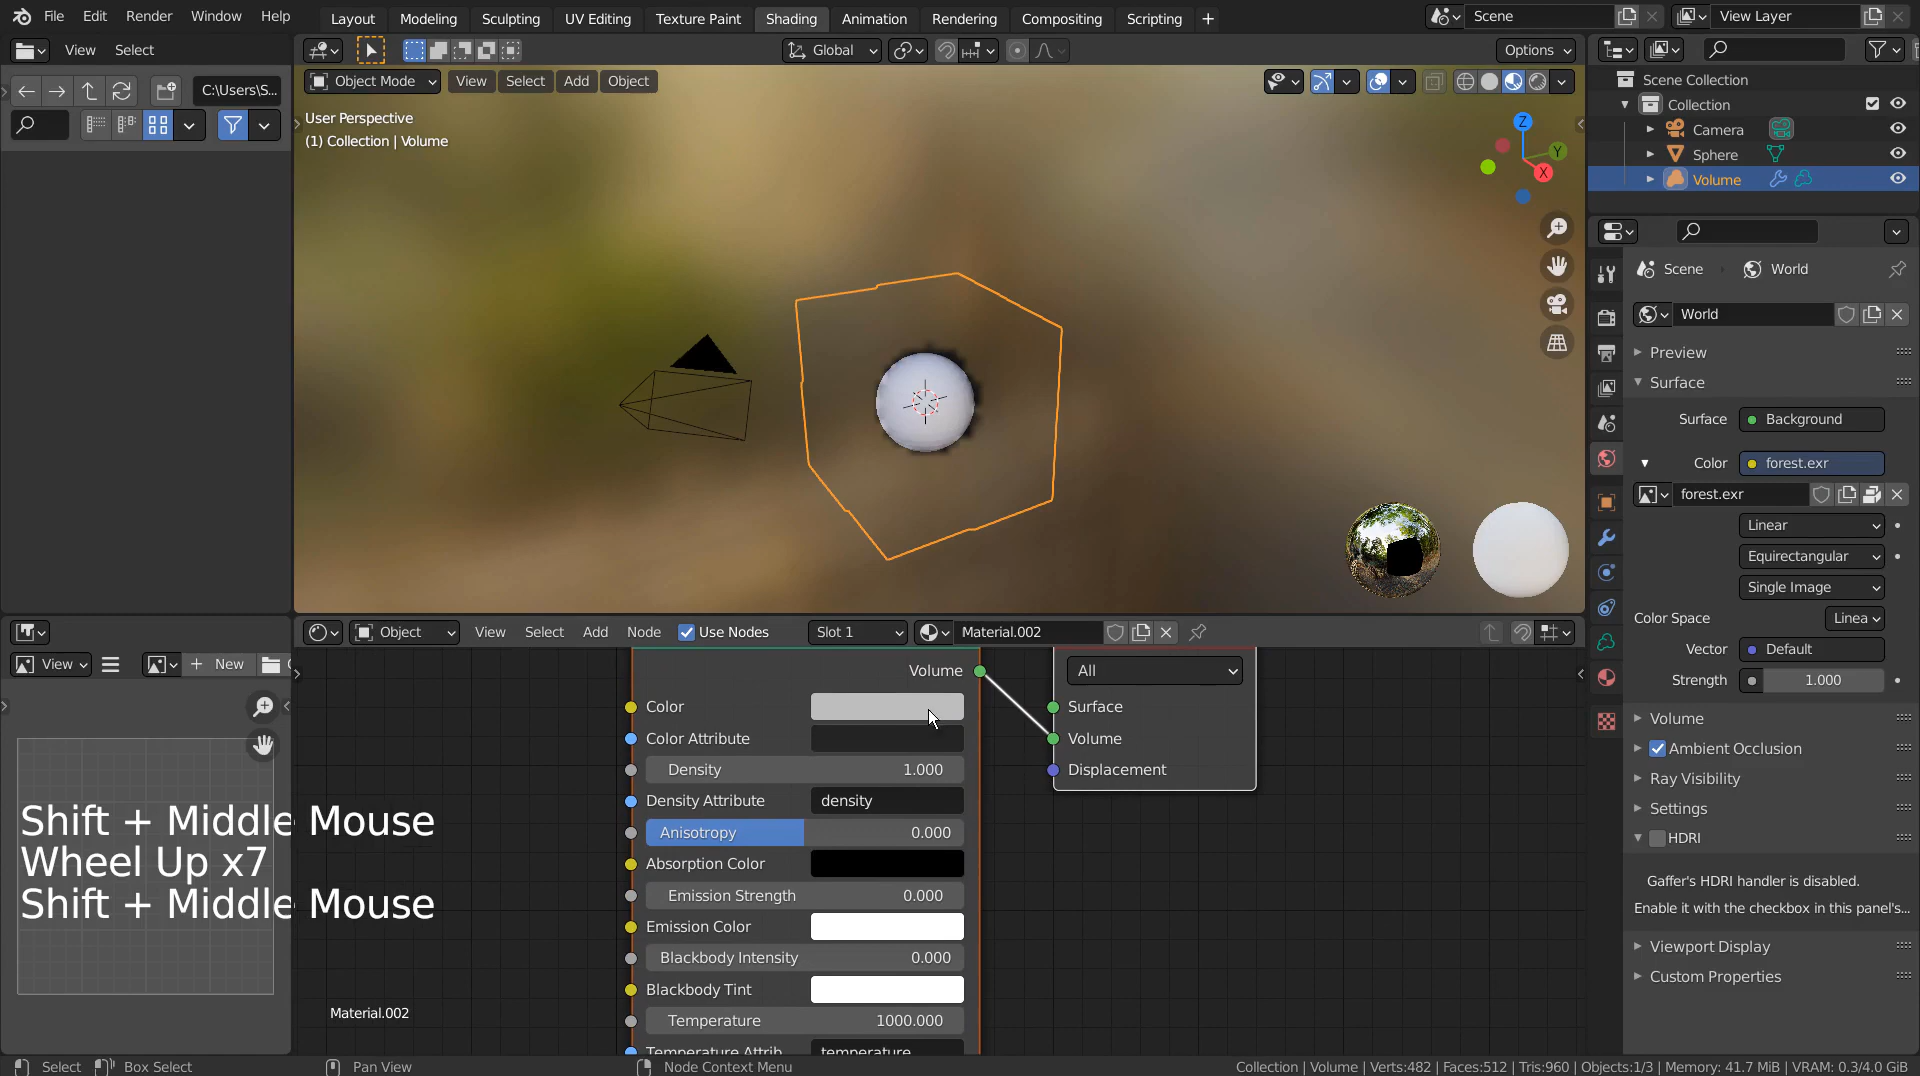 File Edit Render Window Help
Layout Modeling Sculpting UV Editing Texture Paint Shading Animation Rendering Compositing Scripting
Scene
View Layer
View Select
Global
Options
C:\Users\S...
Object Mode View Select Add Object
User Perspective
(1) Collection | Volume
Z
Y
X
Scene Collection
Collection
Camera
Sphere
Volume
Scene World
World
Preview
Surface
Surface Background
Color forest.exr
forest.exr
Linear
Equirectangular
Single Image
Color Space Linea
Vector Default
Strength 1.000
Volume
Ambient Occlusion
Ray Visibility
Settings
HDRI
Gaffer's HDRI handler is disabled.
Enable it with the checkbox in this panel's...
Viewport Display
Custom Properties
Object View Select Add Node Use Nodes Slot 1 Material.002
View New
Volume
Color
Color Attribute
Density 1.000
Density Attribute density
Anisotropy 0.000
Absorption Color
Emission Strength 0.000
Emission Color
Blackbody Intensity 0.000
Blackbody Tint
Temperature 1000.000
Temperature Attrib temperature
All
Surface
Volume
Displacement
Shift + Middle Mouse
Wheel Up x7
Shift + Middle Mouse
Material.002
Select Box Select Pan View Node Context Menu
Collection | Volume | Verts:482 | Faces:512 | Tris:960 | Objects:1/3 | Memory: 41.7 MiB | VRAM: 0.3/4.0 GiB